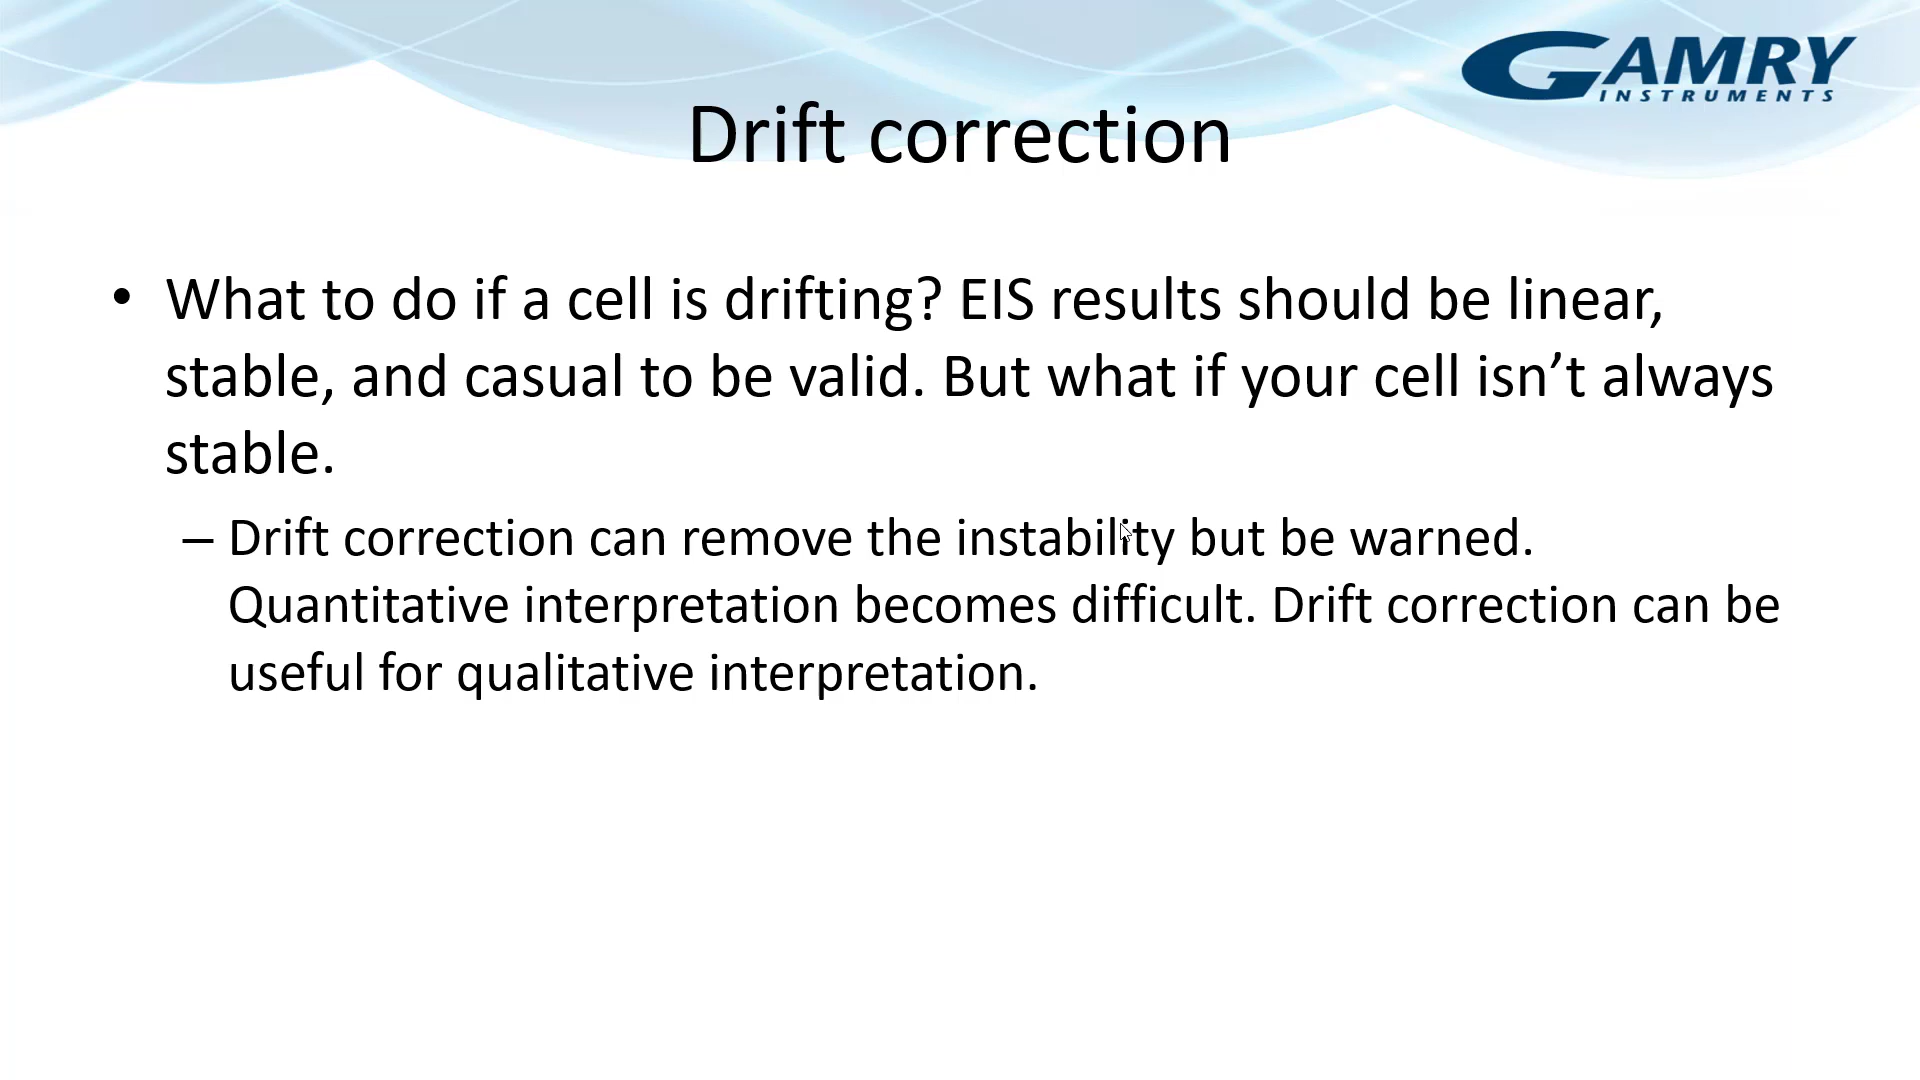 GAMRY
INSTRUMENTS
Drift correction
• What to do if a cell is drifting? EIS results should be linear,
stable, and casual to be valid. But what if your cell isn’t always
stable.
– Drift correction can remove the instability but be warned.
Quantitative interpretation becomes difficult. Drift correction can be
useful for qualitative interpretation.